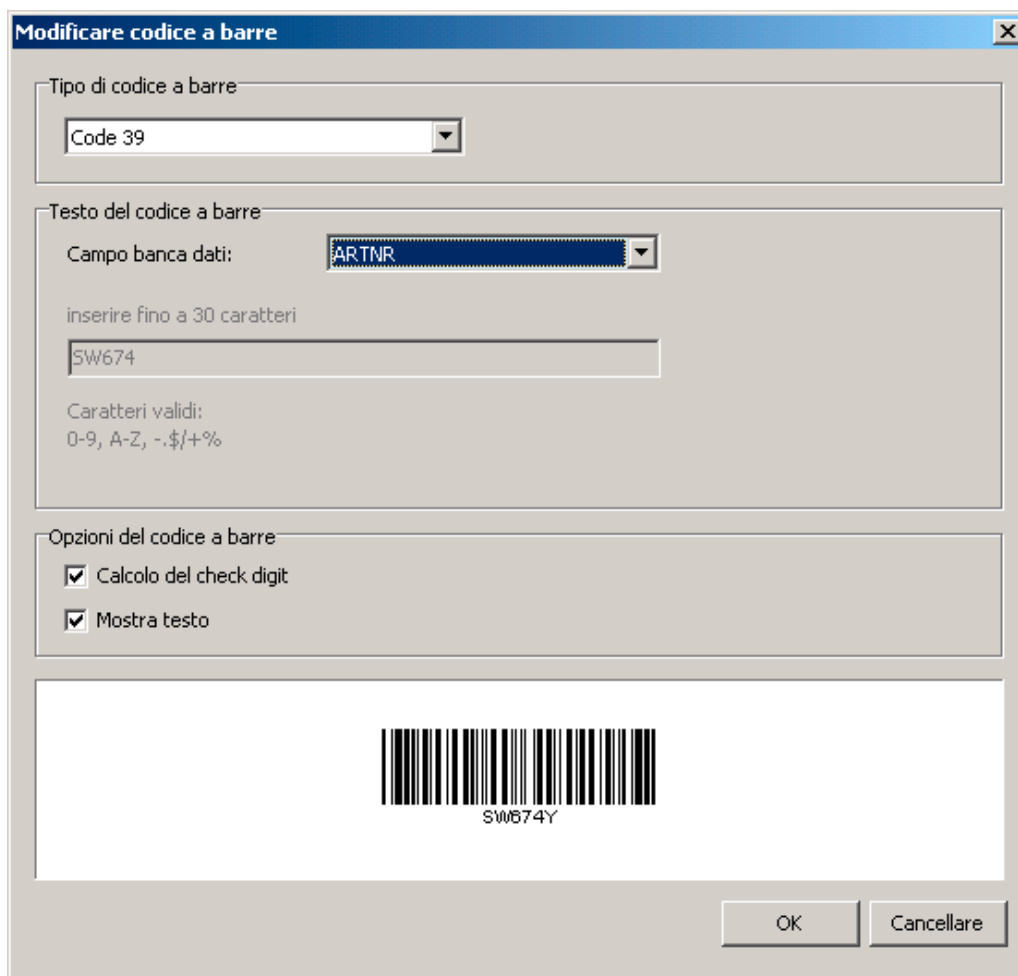 Modificare codice a barre
Tipo di codice a barre
Code 39
Testo del codice a barre
Campo banca dati:
ARTNR
inserire fino a 30 caratteri
SW674
Caratteri validi:
0-9, A-Z, -.$/+%
Opzioni del codice a barre
Calcolo del check digit
Mostra testo
SW674Y
OK
Cancellare